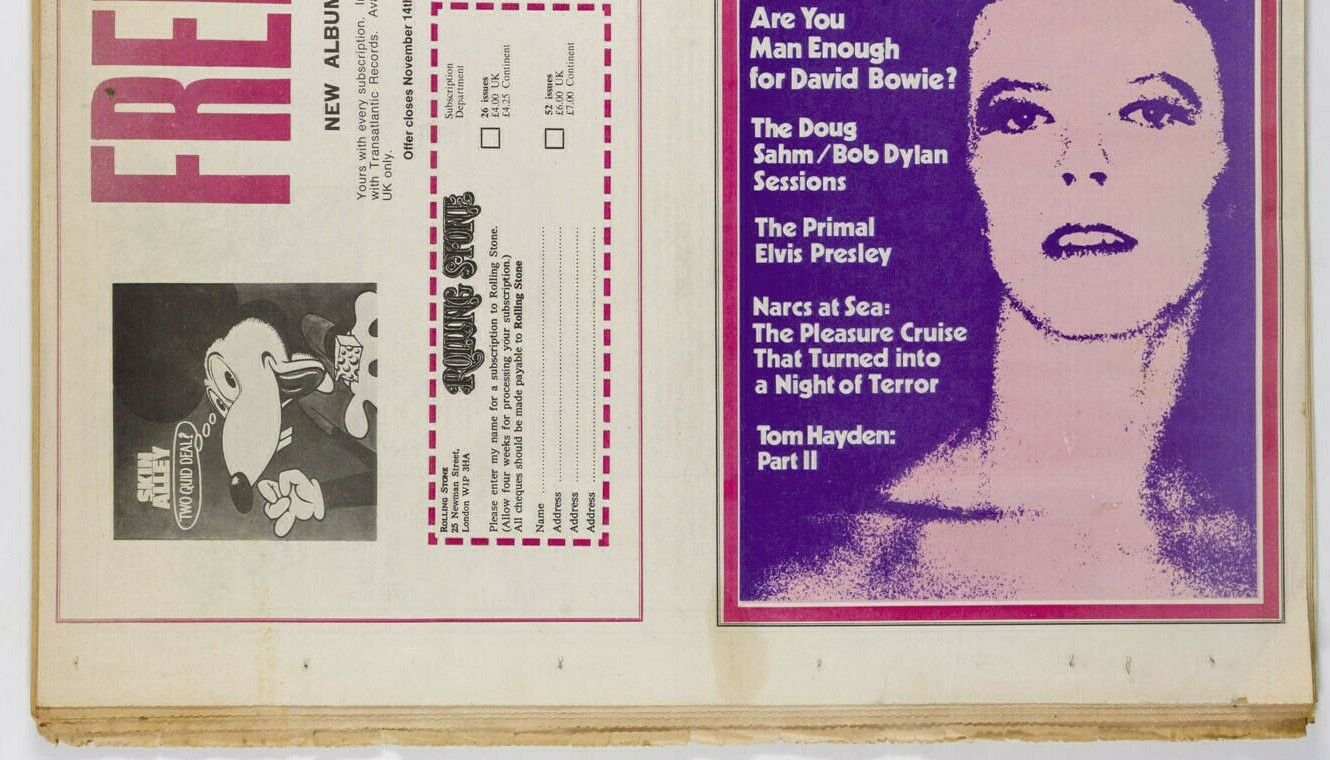 FREE
NEW ALBUM
Yours with every subscription.
with Transatlantic Records.
UK only.
Offer closes November 14th
SKIN
ALLEY
TWO QUID DEAL?
Subscription
Department
26 issues
£4.00 UK
£4.25 Continent
52 issues
£6.00 UK
£7.00 Continent
ROLLING STONE
ROLLING STONE
25 Newman Street,
London W1P 3HA
Please enter my name for a subscription to Rolling Stone.
(Allow four weeks for processing your subscription.)
All cheques should be made payable to Rolling Stone
Name
Address
Address
Address
Are You
Man Enough
for David Bowie?
The Doug
Sahm/Bob Dylan
Sessions
The Primal
Elvis Presley
Narcs at Sea:
The Pleasure Cruise
That Turned into
a Night of Terror
Tom Hayden:
Part II